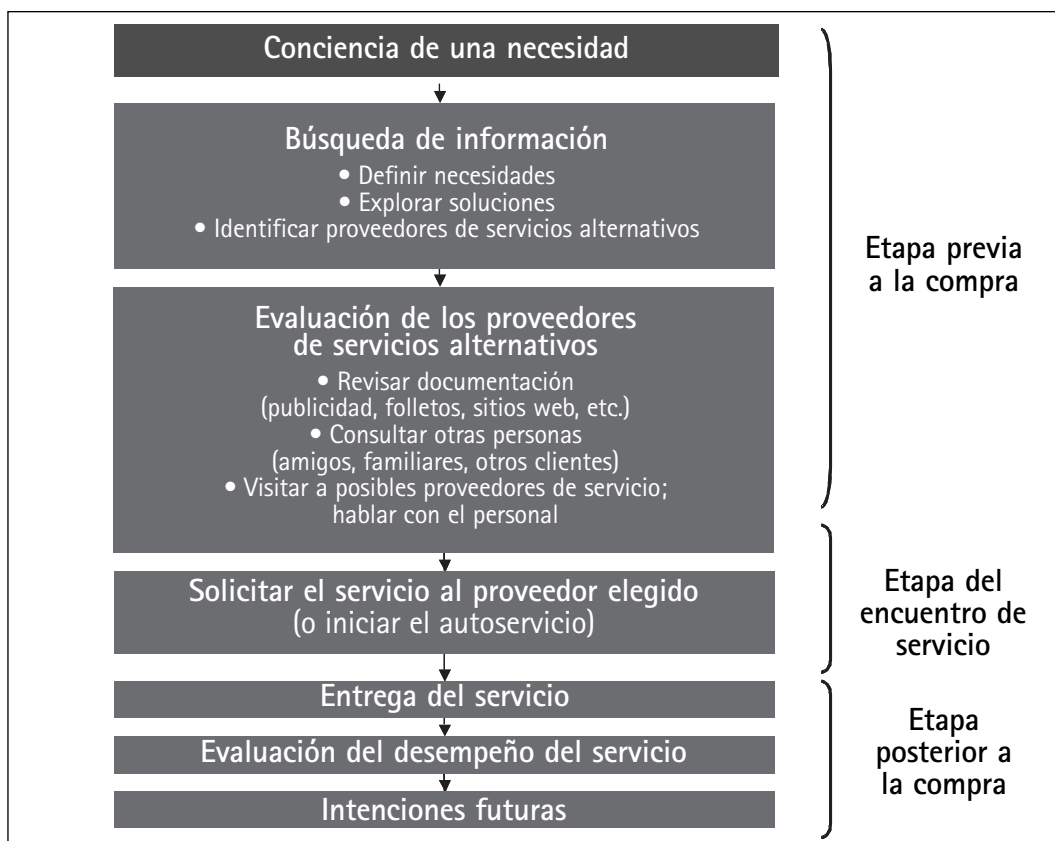 Conciencia de una necesidad
Búsqueda de información
• Definir necesidades
• Explorar soluciones
• Identificar proveedores de servicios alternativos
Evaluación de los proveedores
de servicios alternativos
• Revisar documentación
(publicidad, folletos, sitios web, etc.)
• Consultar otras personas
(amigos, familiares, otros clientes)
• Visitar a posibles proveedores de servicio;
hablar con el personal
Etapa previa
a la compra
Solicitar el servicio al proveedor elegido
(o iniciar el autoservicio)
Etapa del
encuentro de
servicio
Entrega del servicio
Evaluación del desempeño del servicio
Intenciones futuras
Etapa
posterior a
la compra